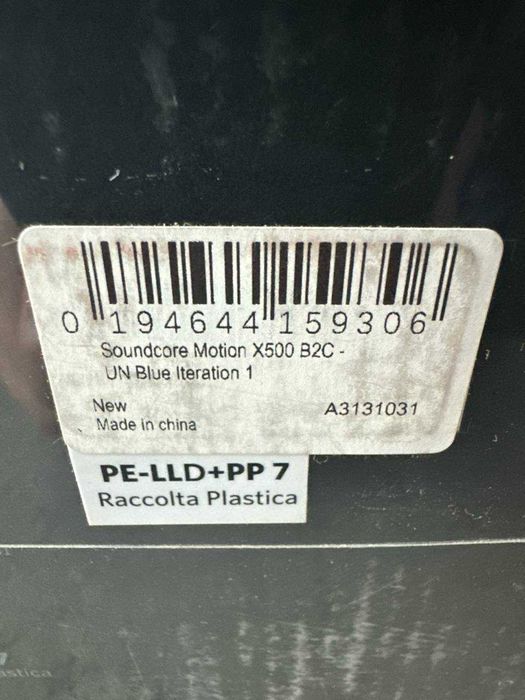 0 194644 159306
Soundcore Motion X500 B2C -
UN Blue Iteration 1
New A3131031
Made in china
PE-LLD+PP 7
Raccolta Plastica